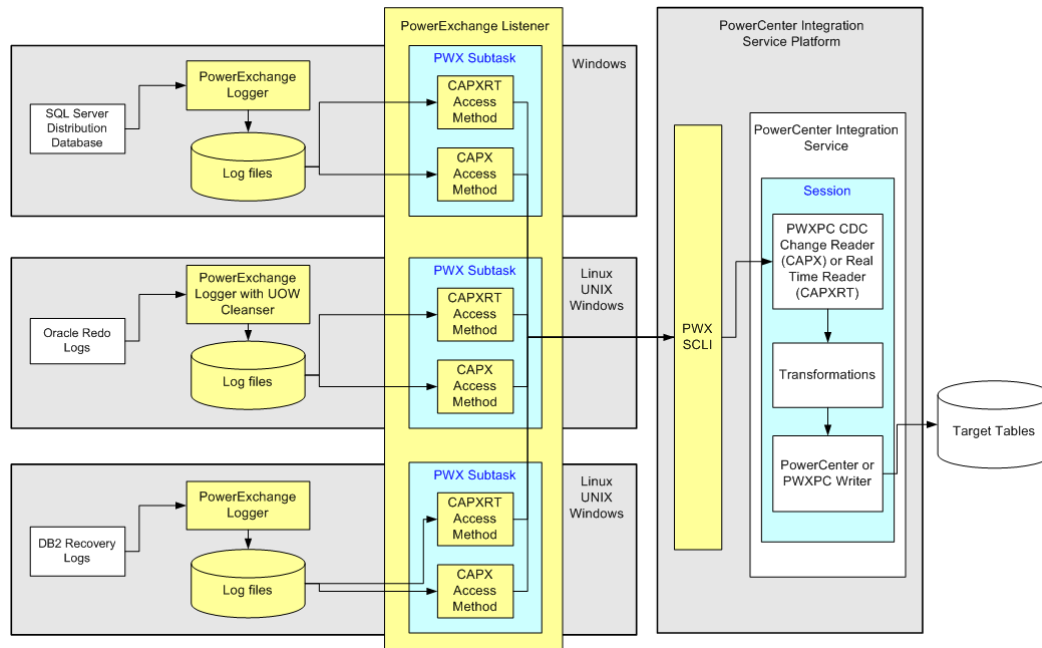 PowerExchange Listener
PowerCenter Integration
Service Platform
PWX Subtask
Windows
PowerExchange
Logger
SQL Server
Distribution
Database
Log files
CAPXRT
Access
Method
CAPX
Access
Method
PowerCenter Integration
Service
Session
PWXPC CDC
Change Reader
(CAPX) or Real
Time Reader
(CAPXRT)
PWX Subtask
Linux
UNIX
Windows
PowerExchange
Logger with UOW
Cleanser
Oracle Redo
Logs
Log files
CAPXRT
Access
Method
CAPX
Access
Method
PWX
SCLI
Transformations
PowerCenter or
PWXPC Writer
Target Tables
PWX Subtask
Linux
UNIX
Windows
PowerExchange
Logger
DB2 Recovery
Logs
Log files
CAPXRT
Access
Method
CAPX
Access
Method